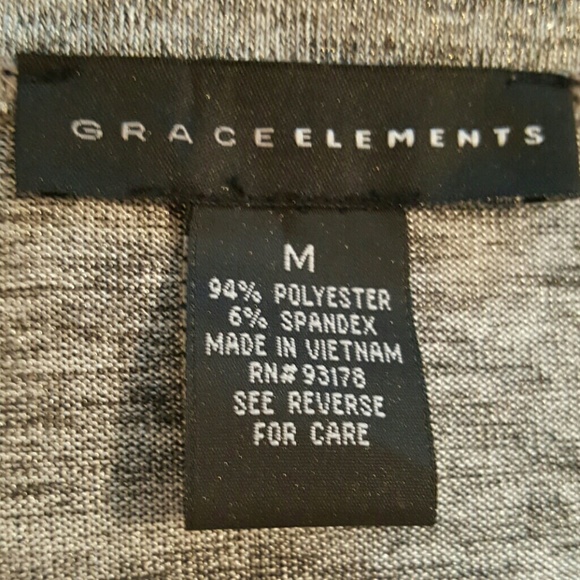 GRACEELEMENTS
M
94% POLYESTER
6% SPANDEX
MADE IN VIETNAM
RN#93178
SEE REVERSE
FOR CARE